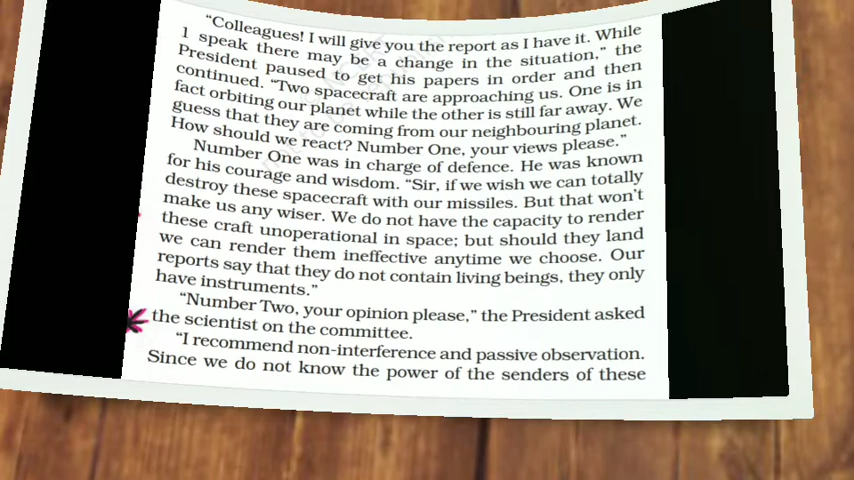 “Colleagues! I will give you the report as I have it. While
I speak there may be a change in the situation,” the
President paused to get his papers in order and then
continued. “Two spacecraft are approaching us. One is in
fact orbiting our planet while the other is still far away. We
guess that they are coming from our neighbouring planet.
How should we react? Number One, your views please.”
Number One was in charge of defence. He was known
for his courage and wisdom. “Sir, if we wish we can totally
destroy these spacecraft with our missiles. But that won’t
make us any wiser. We do not have the capacity to render
these craft unoperational in space; but should they land
we can render them ineffective anytime we choose. Our
reports say that they do not contain living beings, they only
have instruments.”
“Number Two, your opinion please,” the President asked
the scientist on the committee.
“I recommend non-interference and passive observation.
Since we do not know the power of the senders of these